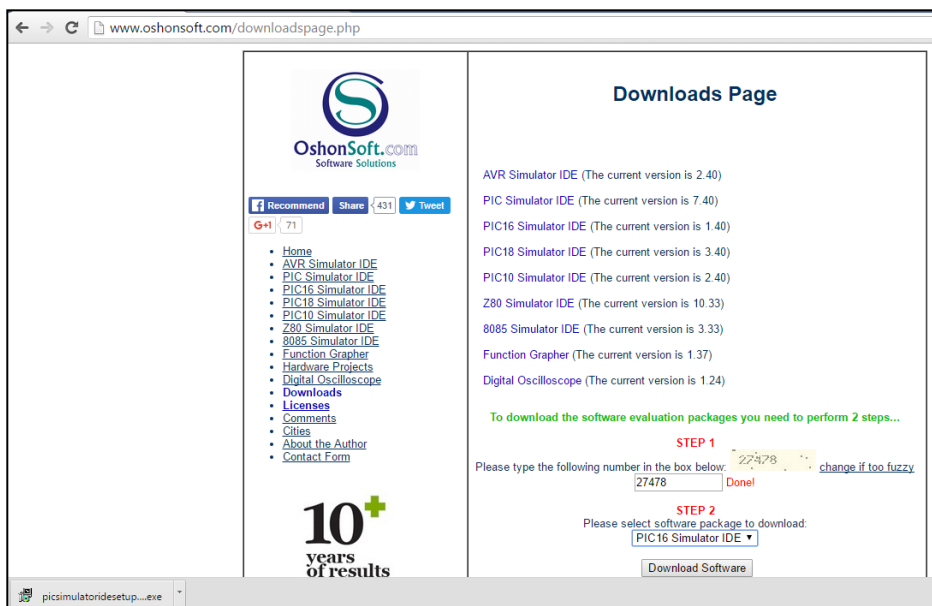 www.oshonsoft.com/downloadspage.php
S
OshonSoft.com
Software Solutions
f Recommend Share 431 Tweet
G+1 71
Home
AVR Simulator IDE
PIC Simulator IDE
PIC16 Simulator IDE
PIC18 Simulator IDE
PIC10 Simulator IDE
Z80 Simulator IDE
8085 Simulator IDE
Function Grapher
Hardware Projects
Digital Oscilloscope
Downloads
Licenses
Comments
Cities
About the Author
Contact Form
10+
years
of results
Downloads Page
AVR Simulator IDE (The current version is 2.40)
PIC Simulator IDE (The current version is 7.40)
PIC16 Simulator IDE (The current version is 1.40)
PIC18 Simulator IDE (The current version is 3.40)
PIC10 Simulator IDE (The current version is 2.40)
Z80 Simulator IDE (The current version is 10.33)
8085 Simulator IDE (The current version is 3.33)
Function Grapher (The current version is 1.37)
Digital Oscilloscope (The current version is 1.24)
To download the software evaluation packages you need to perform 2 steps...
STEP 1
Please type the following number in the box below: 27478 change if too fuzzy
27478 Done!
STEP 2
Please select software package to download:
PIC16 Simulator IDE
Download Software
picsimulatoridesetup....exe